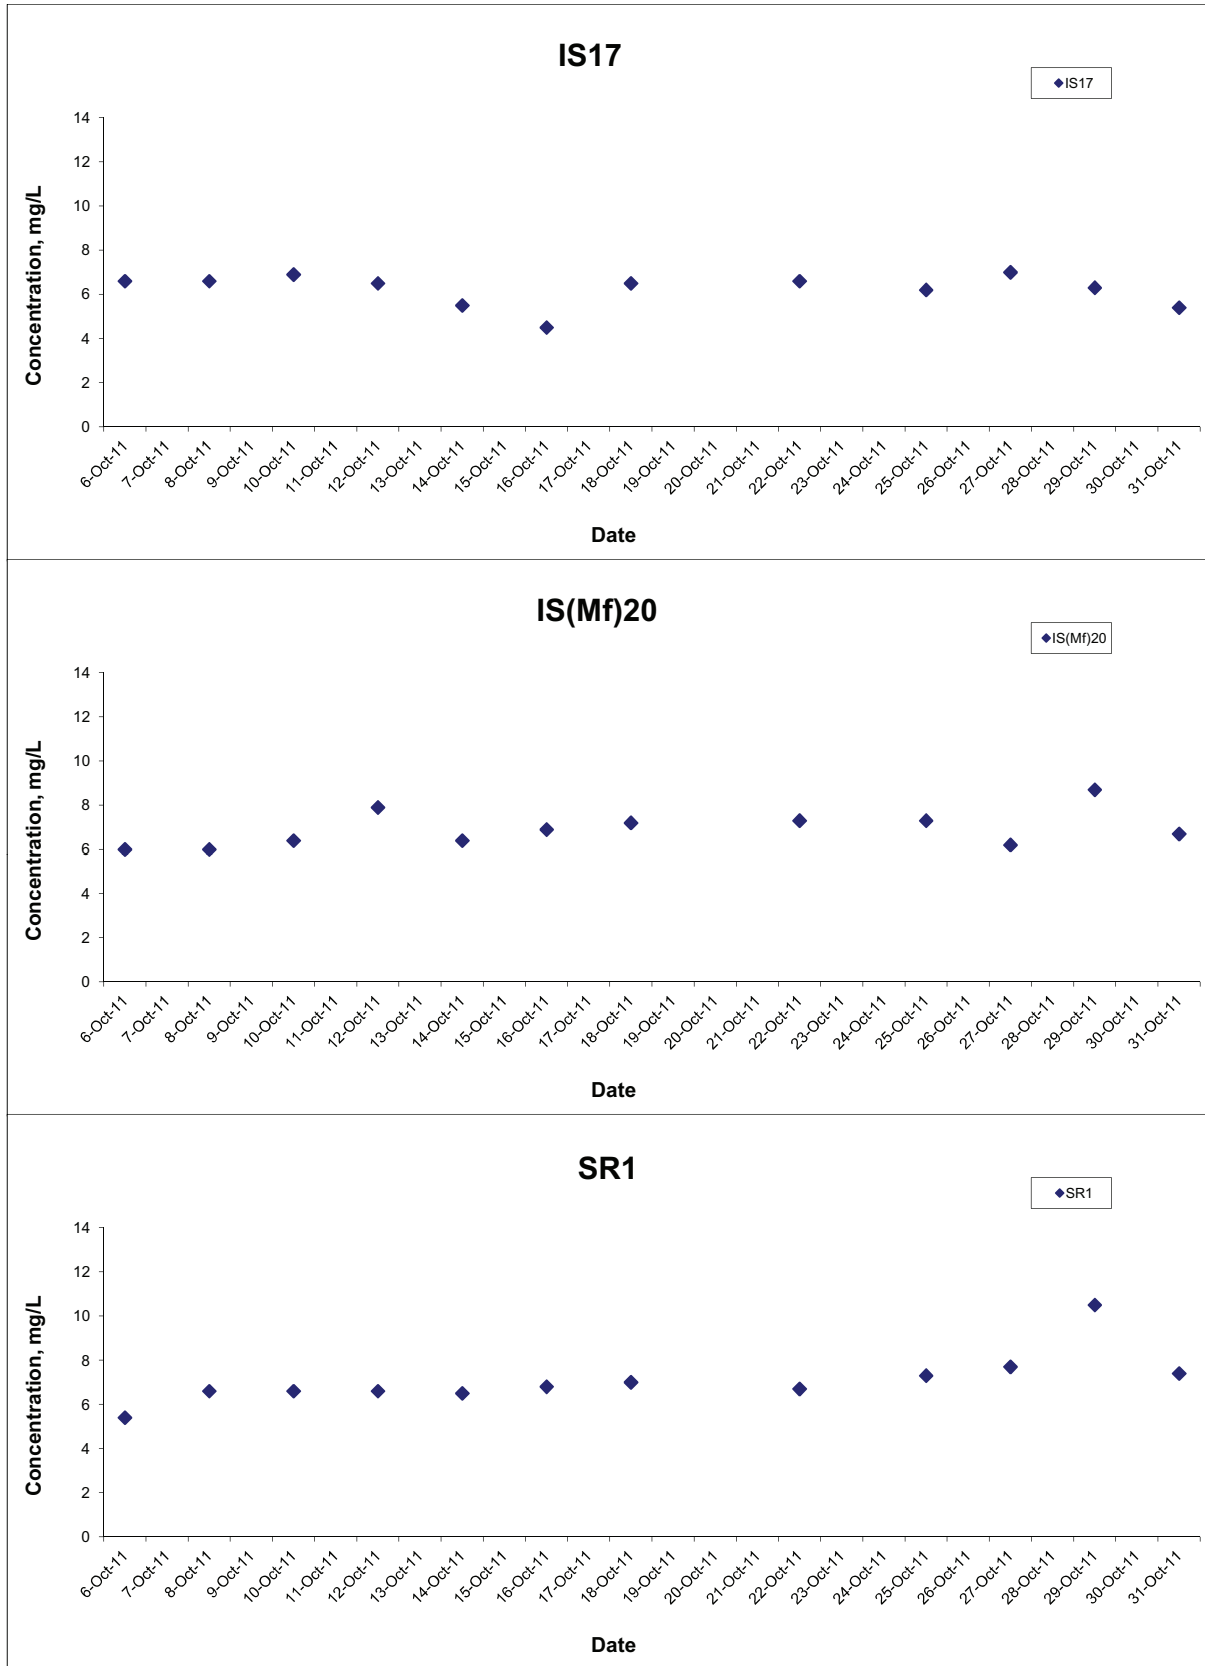 IS17
IS17
14
12
10
8
6
4
2
0
Concentration, mg/L
6-Oct-11
7-Oct-11
8-Oct-11
9-Oct-11
10-Oct-11
11-Oct-11
12-Oct-11
13-Oct-11
14-Oct-11
15-Oct-11
16-Oct-11
17-Oct-11
18-Oct-11
19-Oct-11
20-Oct-11
21-Oct-11
22-Oct-11
23-Oct-11
24-Oct-11
25-Oct-11
26-Oct-11
27-Oct-11
28-Oct-11
29-Oct-11
30-Oct-11
31-Oct-11
Date
IS(Mf)20
IS(Mf)20
14
12
10
8
6
4
2
0
Concentration, mg/L
6-Oct-11
7-Oct-11
8-Oct-11
9-Oct-11
10-Oct-11
11-Oct-11
12-Oct-11
13-Oct-11
14-Oct-11
15-Oct-11
16-Oct-11
17-Oct-11
18-Oct-11
19-Oct-11
20-Oct-11
21-Oct-11
22-Oct-11
23-Oct-11
24-Oct-11
25-Oct-11
26-Oct-11
27-Oct-11
28-Oct-11
29-Oct-11
30-Oct-11
31-Oct-11
Date
SR1
SR1
14
12
10
8
6
4
2
0
Concentration, mg/L
6-Oct-11
7-Oct-11
8-Oct-11
9-Oct-11
10-Oct-11
11-Oct-11
12-Oct-11
13-Oct-11
14-Oct-11
15-Oct-11
16-Oct-11
17-Oct-11
18-Oct-11
19-Oct-11
20-Oct-11
21-Oct-11
22-Oct-11
23-Oct-11
24-Oct-11
25-Oct-11
26-Oct-11
27-Oct-11
28-Oct-11
29-Oct-11
30-Oct-11
31-Oct-11
Date